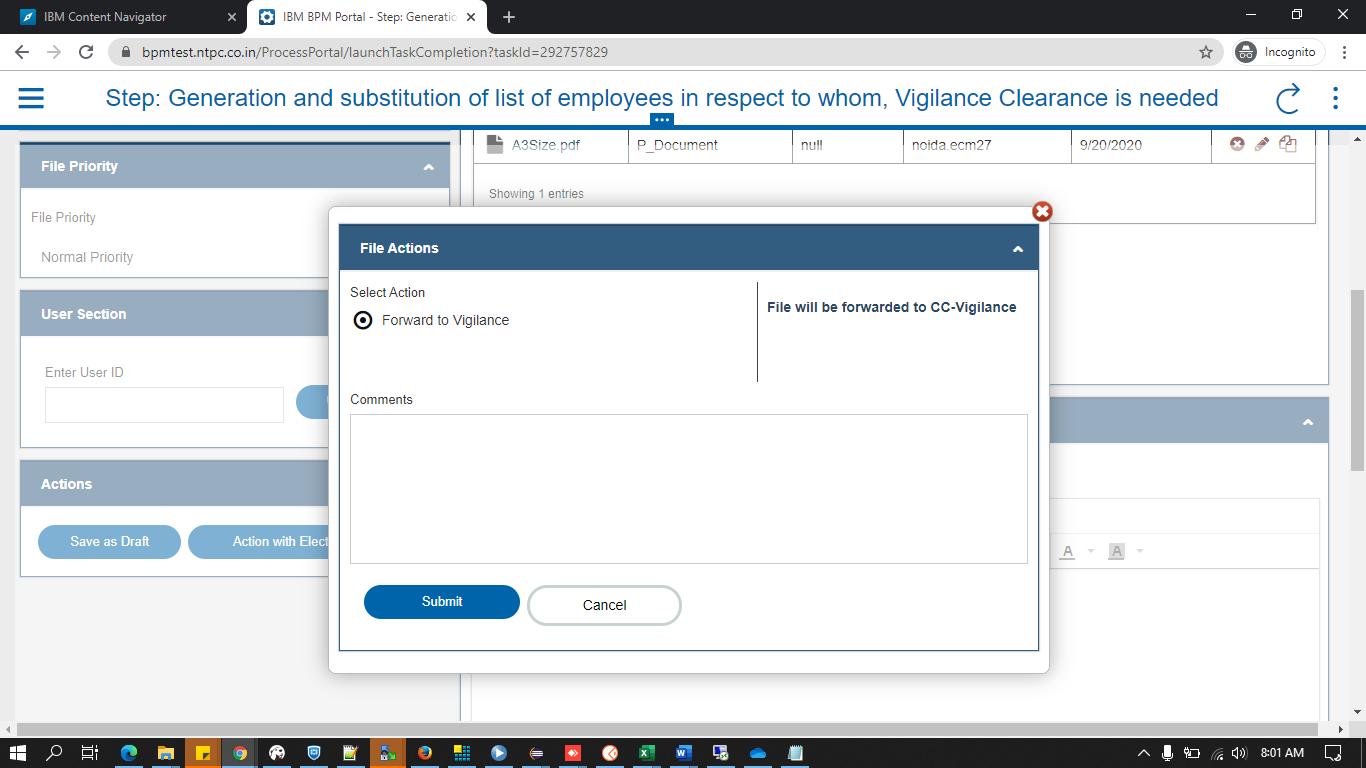 IBM Content Navigator
IBM BPM Portal - Step: Generatio
bpmtest.ntpc.co.in/ProcessPortal/launchTaskCompletion?taskId=292757829
Incognito
Step: Generation and substitution of list of employees in respect to whom, Vigilance Clearance is needed
A3Size.pdf P_Document null noida.ecm27 9/20/2020
Showing 1 entries
File Priority
File Priority
Normal Priority
User Section
Enter User ID
Actions
Save as Draft Action with Elect
File Actions
Select Action
Forward to Vigilance
File will be forwarded to CC-Vigilance
Comments
Submit Cancel
A A
8:01 AM